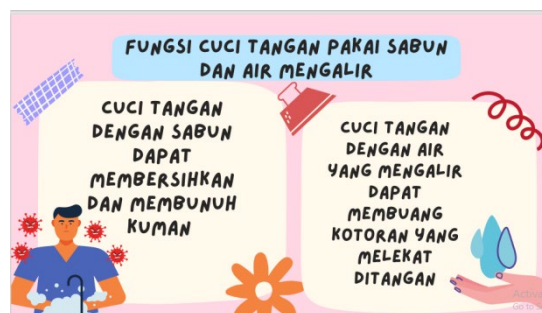 FUNGSI CUCI TANGAN PAKAI SABUN
DAN AIR MENGALIR
CUCI TANGAN
DENGAN SABUN
DAPAT
MEMBERSIHKAN
DAN MEMBUNUH
KUMAN
CUCI TANGAN
DENGAN AIR
YANG MENGALIR
DAPAT
MEMBUANG
KOTORAN YANG
MELEKAT
DITANGAN